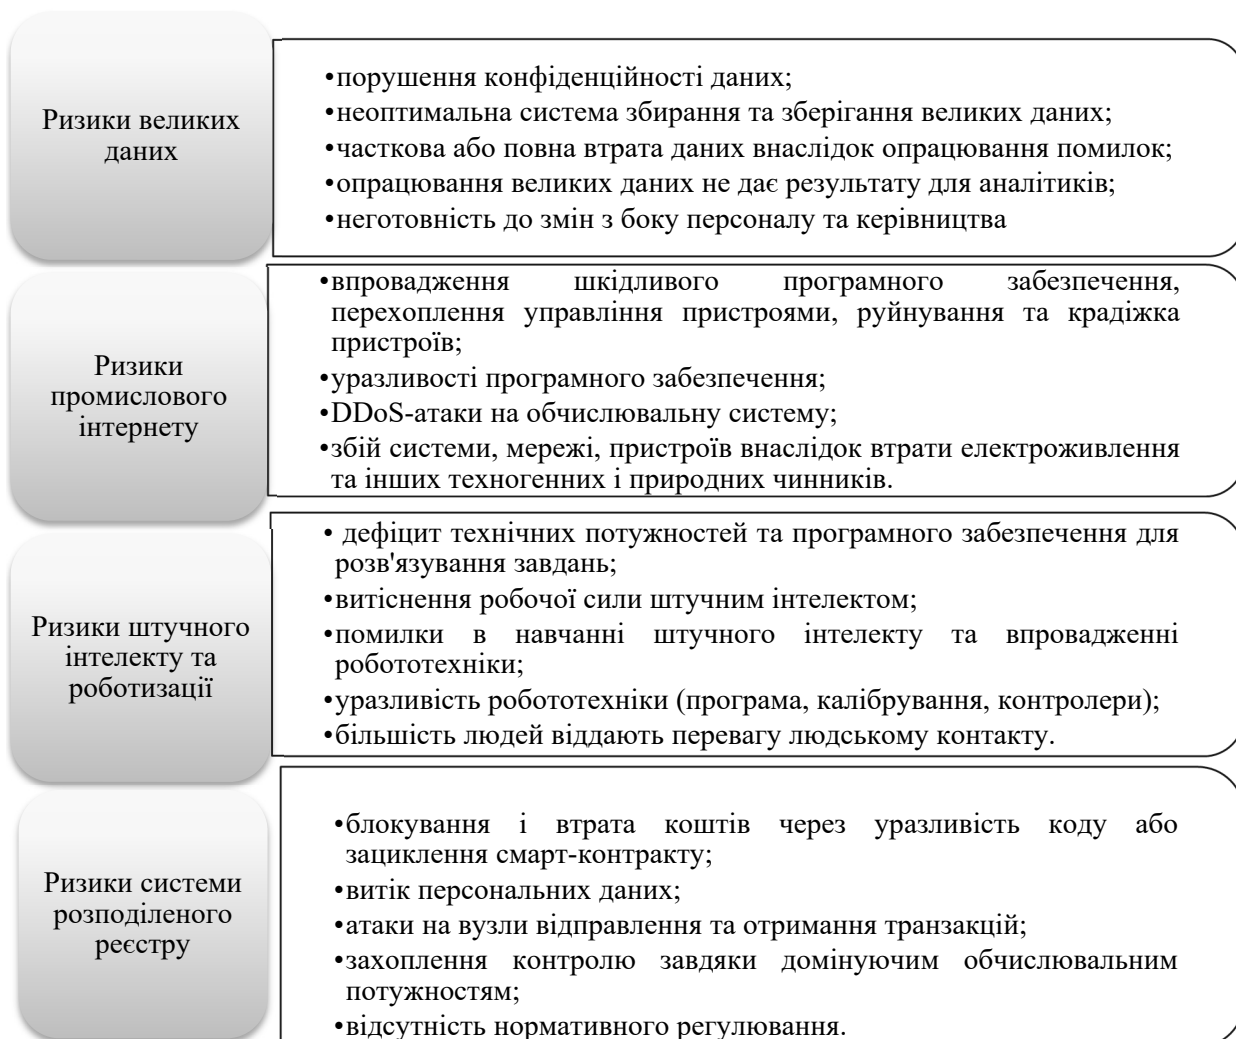 Ризики великих
даних
•порушення конфіденційності даних;
•неоптимальна система збирання та зберігання великих даних;
•часткова або повна втрата даних внаслідок опрацювання помилок;
•опрацювання великих даних не дає результату для аналітиків;
•неготовність до змін з боку персоналу та керівництва
Ризики
промислового
інтернету
•впровадження шкідливого програмного забезпечення,
перехоплення управління пристроями, руйнування та крадіжка
пристроїв;
•уразливості програмного забезпечення;
•DDoS-атаки на обчислювальну систему;
•збій системи, мережі, пристроїв внаслідок втрати електроживлення
та інших техногенних і природних чинників.
Ризики штучного
інтелекту та
роботизації
• дефіцит технічних потужностей та програмного забезпечення для
розв'язування завдань;
•витіснення робочої сили штучним інтелектом;
•помилки в навчанні штучного інтелекту та впровадженні
робототехніки;
•уразливість робототехніки (програма, калібрування, контролери);
•більшість людей віддають перевагу людському контакту.
Ризики системи
розподіленого
реєстру
•блокування і втрата коштів через уразливість коду або
зациклення смарт-контракту;
•витік персональних даних;
•атаки на вузли відправлення та отримання транзакцій;
•захоплення контролю завдяки домінуючим обчислювальним
потужностям;
•відсутність нормативного регулювання.